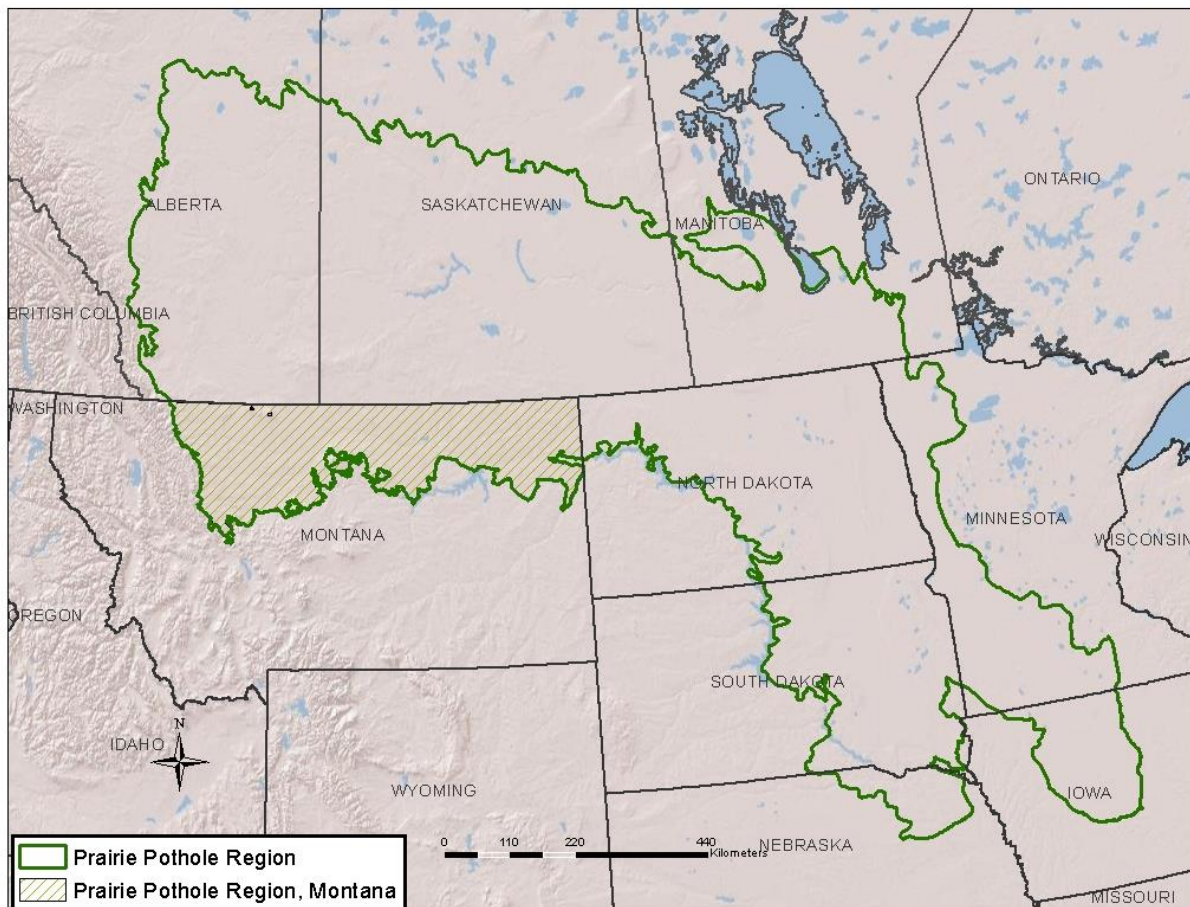 ALBERTA
SASKATCHEWAN
MANITOBA
ONTARIO
BRITISH COLUMBIA
WASHINGTON
NORTH DAKOTA
MONTANA
MINNESOTA
WISCONSIN
OREGON
SOUTH DAKOTA
N
IDAHO
WYOMING
IOWA
NEBRASKA
0 110 220 440
Kilometers
MISSOURI
Prairie Pothole Region
Prairie Pothole Region, Montana